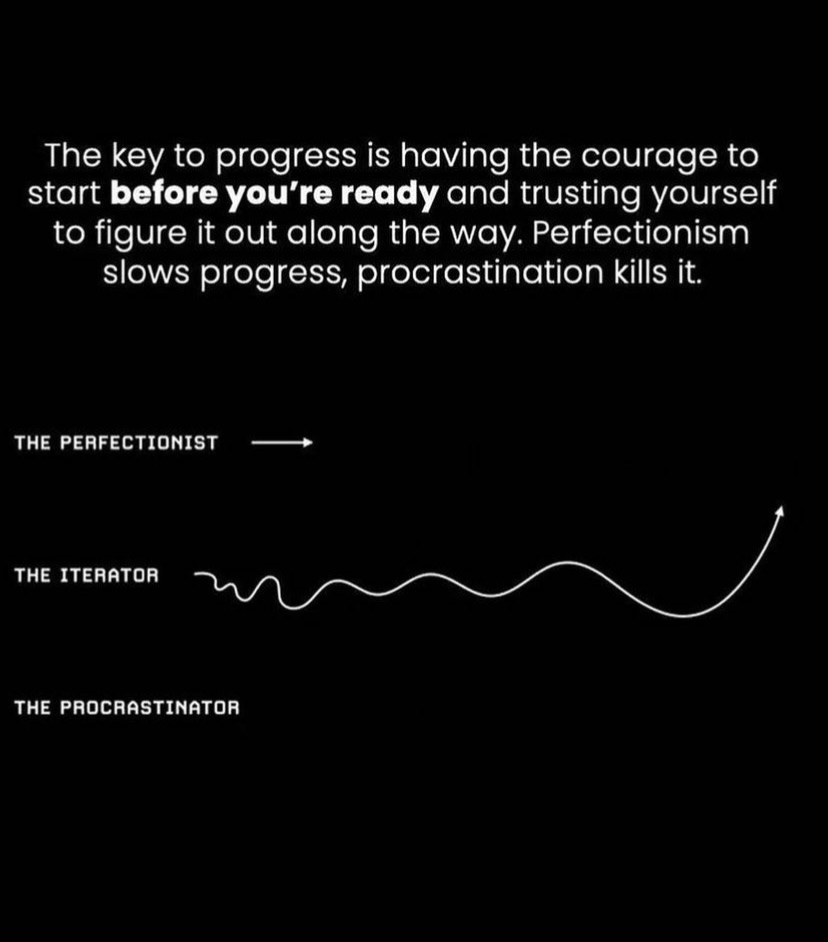 The key to progress is having the courage to
start before you’re ready and trusting yourself
to figure it out along the way. Perfectionism
slows progress, procrastination kills it.
THE PERFECTIONIST
THE ITERATOR
THE PROCRASTINATOR